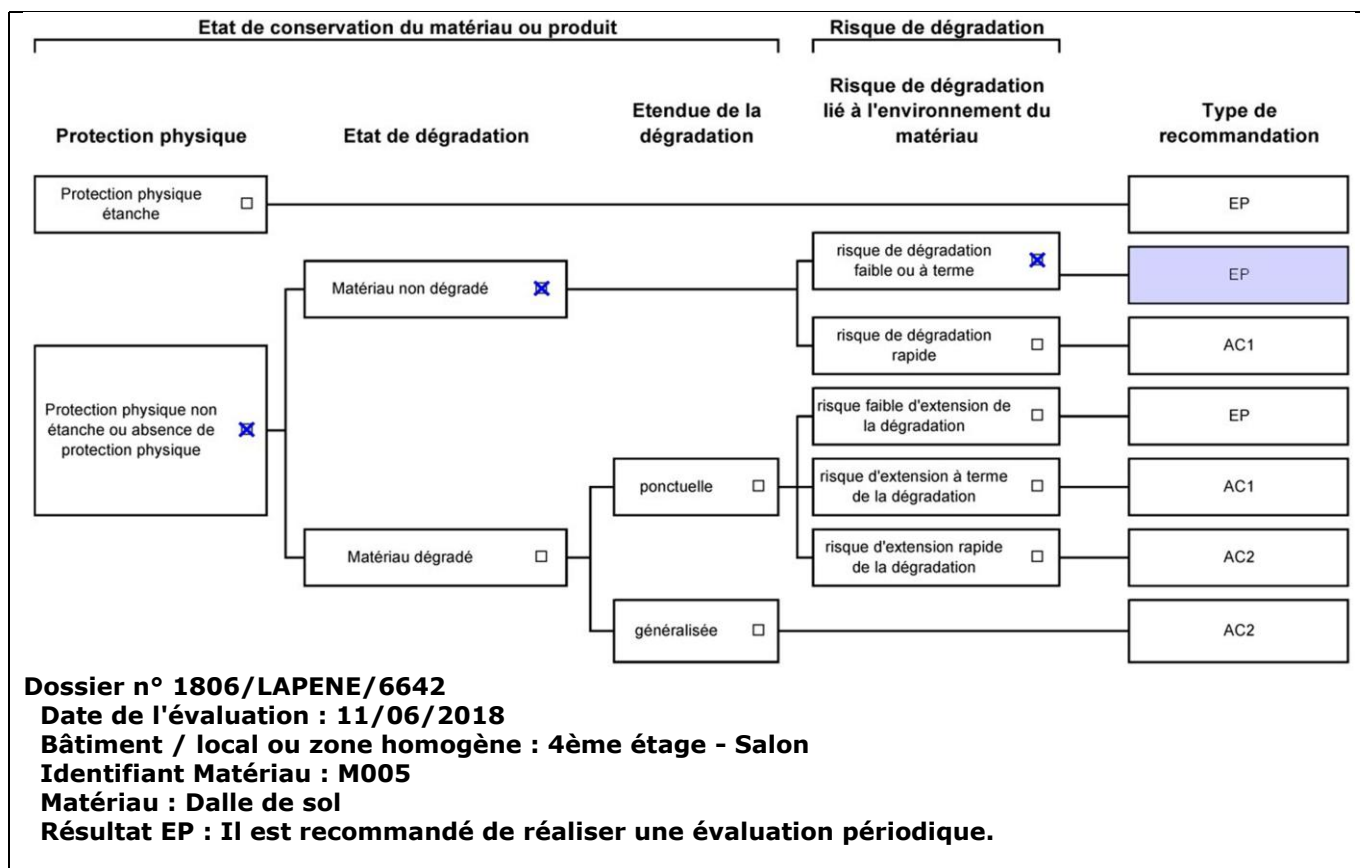 Etat de conservation du matériau ou produit
Risque de dégradation
Protection physique
Etat de dégradation
Etendue de la
dégradation
Risque de dégradation
lié à l'environnement du
matériau
Type de
recommandation
Protection physique
étanche
EP
risque de dégradation
faible ou à terme
EP
Matériau non dégradé
risque de dégradation
rapide
AC1
Protection physique non
étanche ou absence de
protection physique
risque faible d'extension de
la dégradation
EP
ponctuelle
risque d'extension à terme
de la dégradation
AC1
Matériau dégradé
risque d'extension rapide
de la dégradation
AC2
généralisée
AC2
Dossier n° 1806/LAPENE/6642
Date de l'évaluation : 11/06/2018
Bâtiment / local ou zone homogène : 4ème étage - Salon
Identifiant Matériau : M005
Matériau : Dalle de sol
Résultat EP : Il est recommandé de réaliser une évaluation périodique.